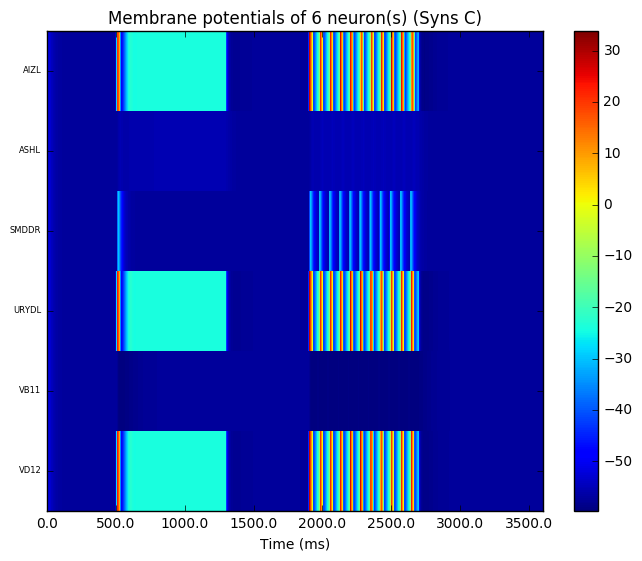 Membrane potentials of 6 neuron(s) (Syns C)
AIZL
ASHL
SMDDR
URYDL
VB11
VD12
0.0 500.0 1000.0 1500.0 2000.0 2500.0 3000.0 3500.0
Time (ms)
30
20
10
0
−10
−20
−30
−40
−50